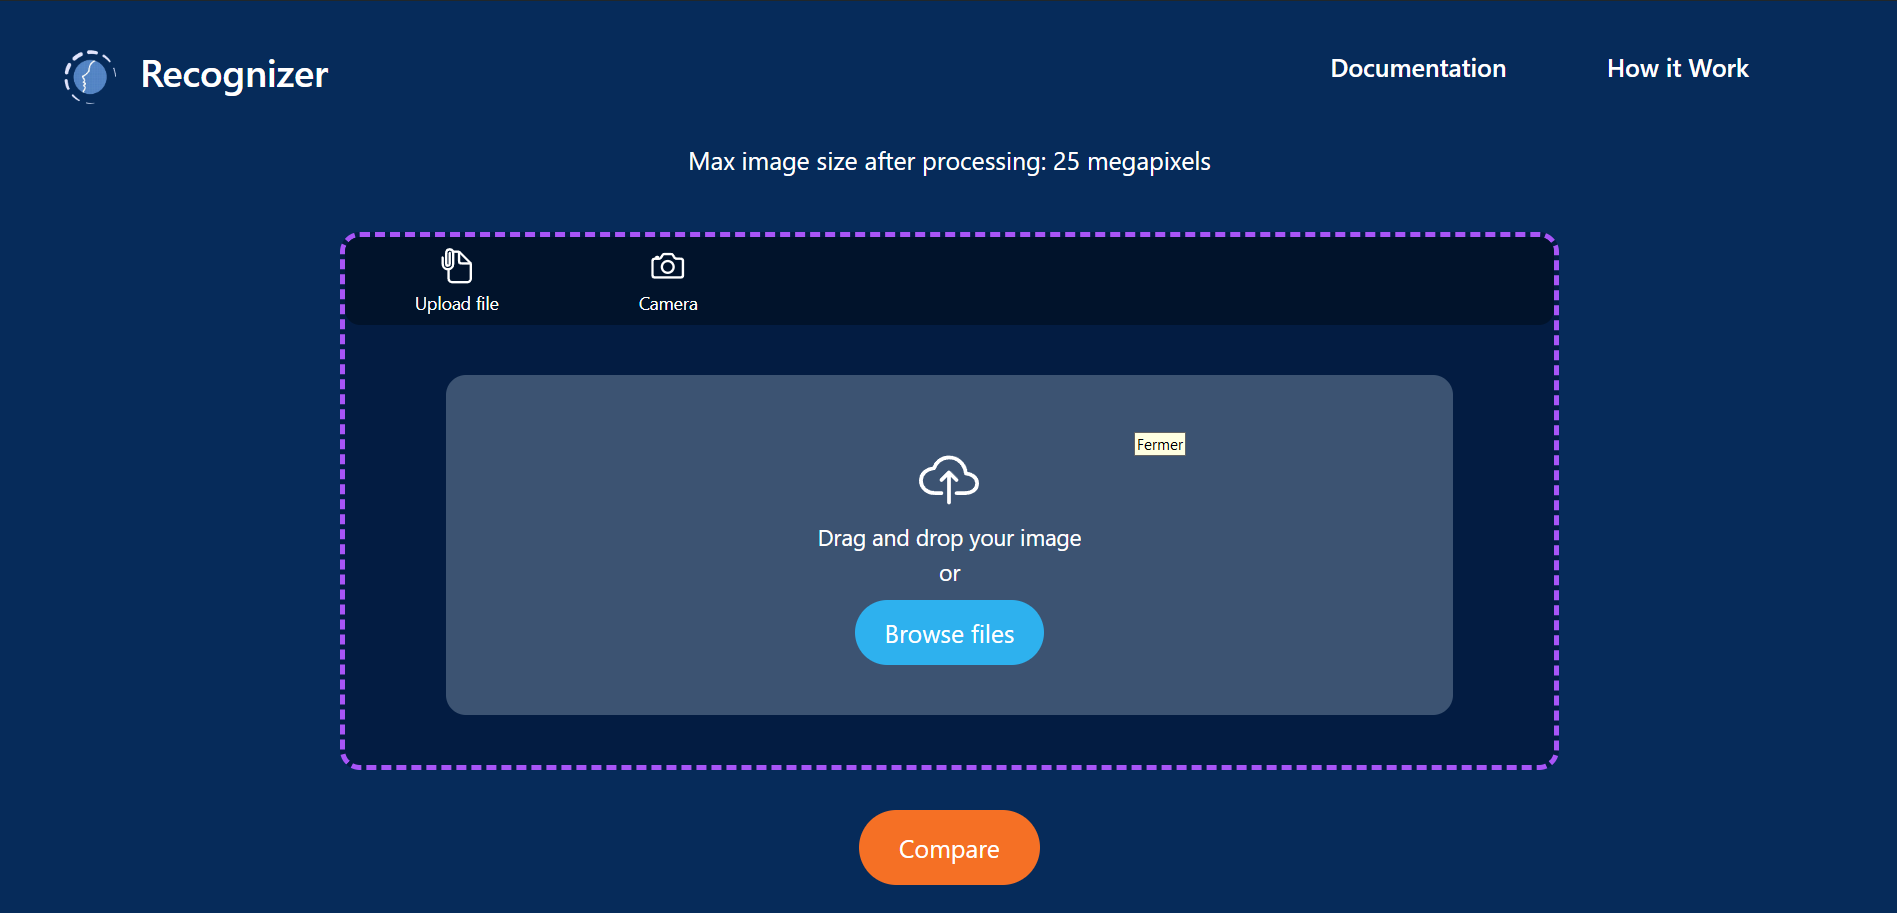 Recognizer
Documentation
How it Work
Max image size after processing: 25 megapixels
Upload file
Camera
Fermer
Drag and drop your image
or
Browse files
Compare